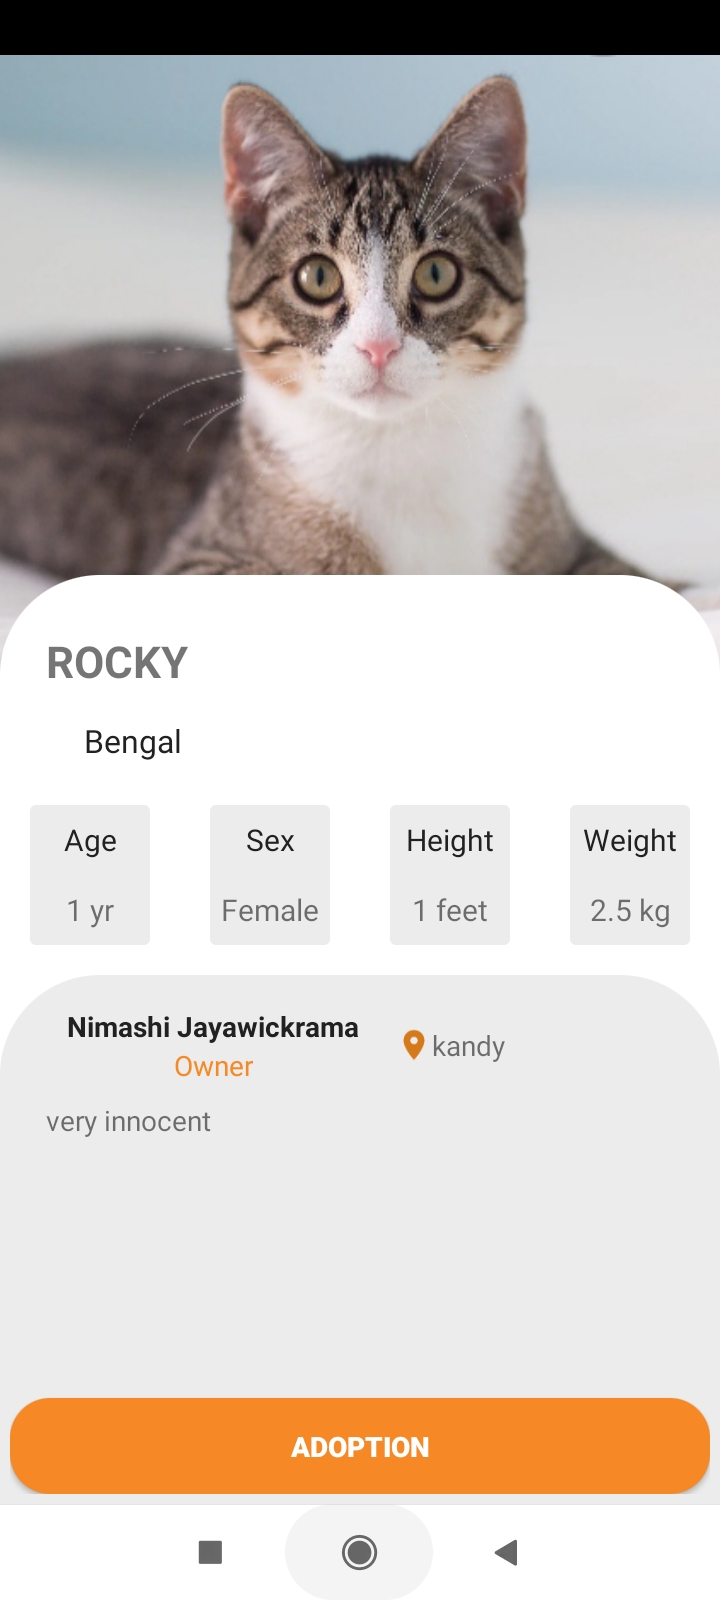 ROCKY
Bengal
Age
Sex
Height
Weight
1 yr
Female
1 feet
2.5 kg
Nimashi Jayawickrama
kandy
Owner
very innocent
ADOPTION